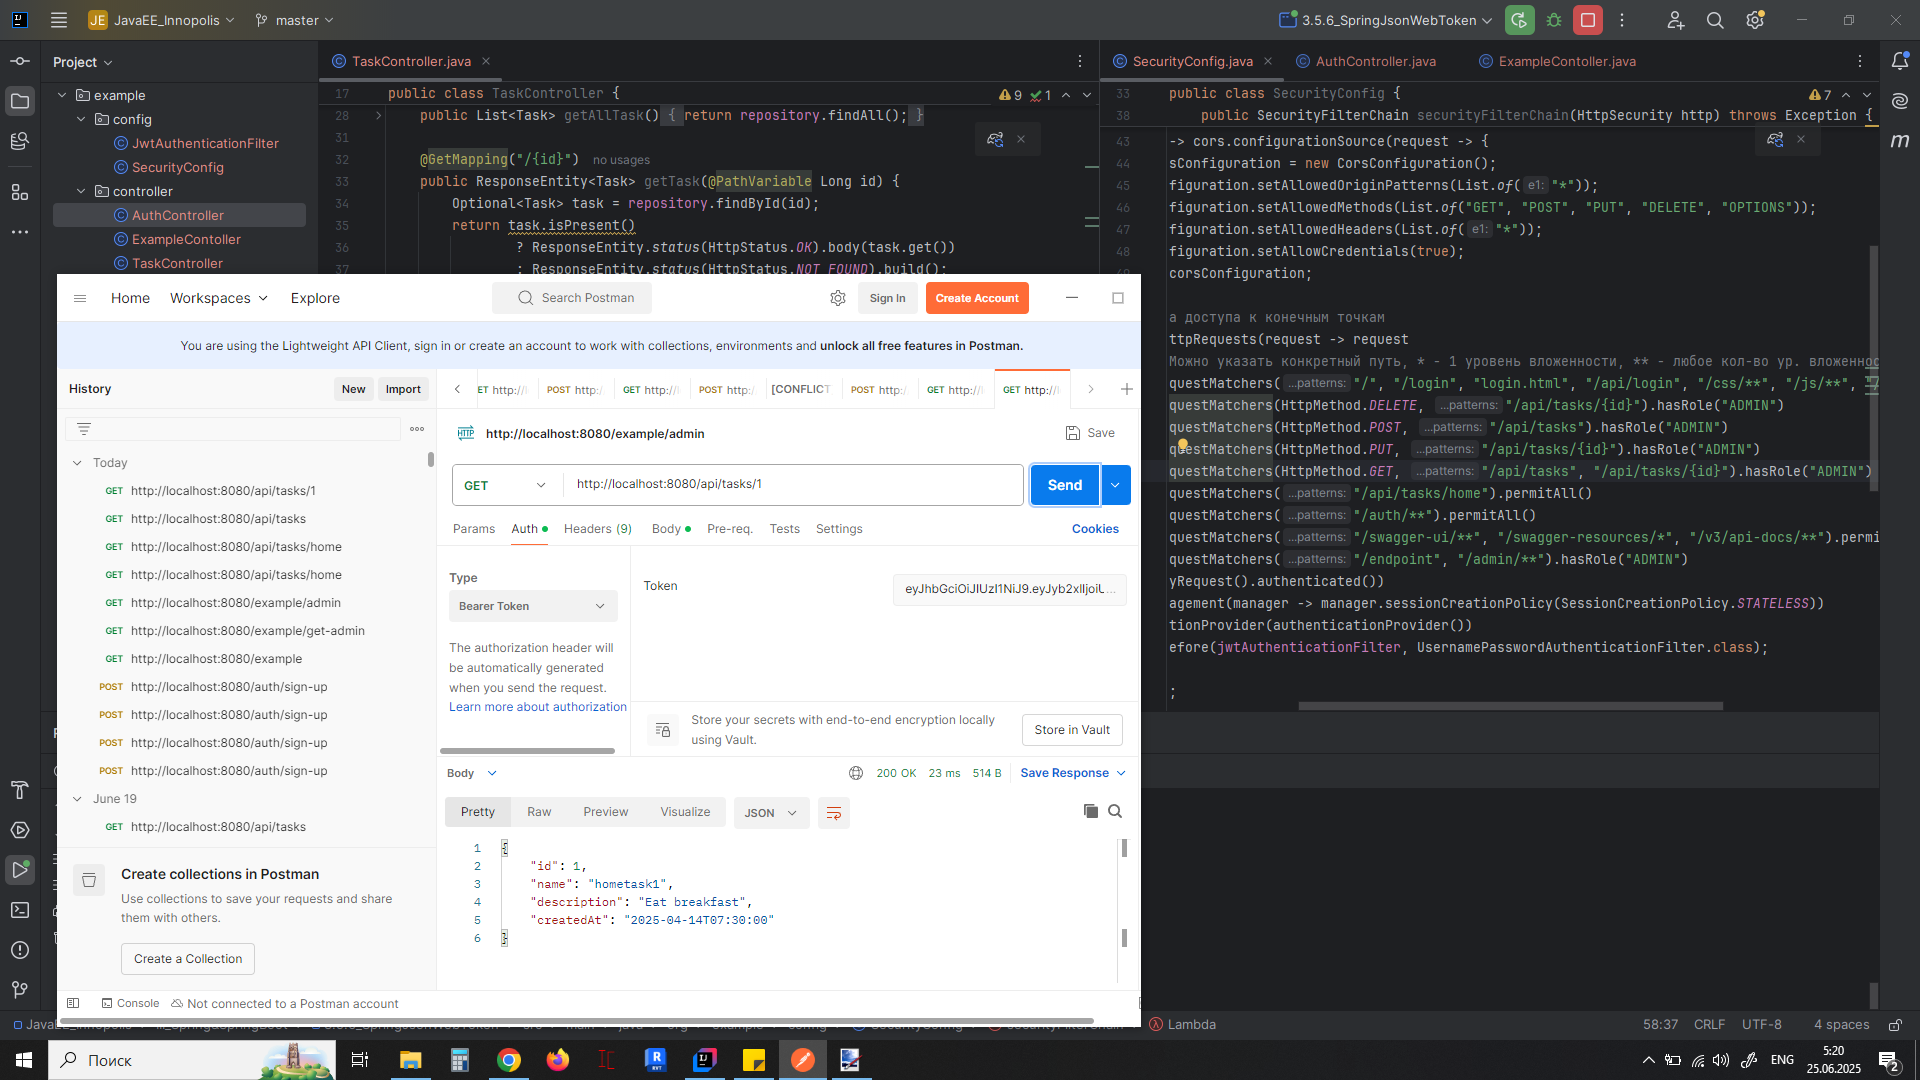 JE JavaEE_Innopolis master 3.5.6_SpringJsonWebToken
Project
example
config
JwtAuthenticationFilter
SecurityConfig
controller
AuthController
ExampleContoller
TaskController
TaskController.java
17 public class TaskController {
9 1
28 public List<Task> getAllTask() { return repository.findAll(); }
31
32 @GetMapping("/{id}") no usages
33 public ResponseEntity<Task> getTask(@PathVariable Long id) {
34 Optional<Task> task = repository.findById(id);
35 return task.isPresent()
36 ? ResponseEntity.status(HttpStatus.OK).body(task.get())
37 : ResponseEntity.status(HttpStatus.NOT_FOUND).build();
SecurityConfig.java AuthController.java ExampleContoller.java
33 public class SecurityConfig {
7
38 public SecurityFilterChain securityFilterChain(HttpSecurity http) throws Exception {
43 -> cors.configurationSource(request -> {
44 sConfiguration = new CorsConfiguration();
45 figuration.setAllowedOriginPatterns(List.of( e1: "*"));
46 figuration.setAllowedMethods(List.of("GET", "POST", "PUT", "DELETE", "OPTIONS"));
47 figuration.setAllowedHeaders(List.of( e1: "*"));
48 figuration.setAllowCredentials(true);
corsConfiguration;
а доступа к конечным точкам
ttpRequests(request -> request
Можно указать конкретный путь, * - 1 уровень вложенности, ** - любое кол-во ур. вложеннос
questMatchers( ...patterns: "/", "/login", "login.html", "/api/login", "/css/**", "/js/**", "/
questMatchers(HttpMethod.DELETE, ...patterns: "/api/tasks/{id}").hasRole("ADMIN")
questMatchers(HttpMethod.POST, ...patterns: "/api/tasks").hasRole("ADMIN")
questMatchers(HttpMethod.PUT, ...patterns: "/api/tasks/{id}").hasRole("ADMIN")
questMatchers(HttpMethod.GET, ...patterns: "/api/tasks", "/api/tasks/{id}").hasRole("ADMIN")
questMatchers( ...patterns: "/api/tasks/home").permitAll()
questMatchers( ...patterns: "/auth/**").permitAll()
questMatchers( ...patterns: "/swagger-ui/**", "/swagger-resources/*", "/v3/api-docs/**").permi
questMatchers( ...patterns: "/endpoint", "/admin/**").hasRole("ADMIN")
yRequest().authenticated())
agement(manager -> manager.sessionCreationPolicy(SessionCreationPolicy.STATELESS))
tionProvider(authenticationProvider())
efore(jwtAuthenticationFilter, UsernamePasswordAuthenticationFilter.class);
;
Home Workspaces Explore Search Postman Sign In Create Account
You are using the Lightweight API Client, sign in or create an account to work with collections, environments and unlock all free features in Postman.
History New Import
Today
GET http://localhost:8080/api/tasks/1
GET http://localhost:8080/api/tasks
GET http://localhost:8080/api/tasks/home
GET http://localhost:8080/api/tasks/home
GET http://localhost:8080/example/admin
GET http://localhost:8080/example/get-admin
GET http://localhost:8080/example
POST http://localhost:8080/auth/sign-up
POST http://localhost:8080/auth/sign-up
POST http://localhost:8080/auth/sign-up
POST http://localhost:8080/auth/sign-up
June 19
GET http://localhost:8080/api/tasks
Create collections in Postman
Use collections to save your requests and share
them with others.
Create a Collection
ET http:// POST http:/ GET http:// POST http:/ [CONFLICT POST http:/ GET http:// GET http://
HTTP http://localhost:8080/example/admin Save
GET http://localhost:8080/api/tasks/1 Send
Params Auth Headers (9) Body Pre-req. Tests Settings Cookies
Type
Bearer Token
The authorization header will
be automatically generated
when you send the request.
Learn more about authorization
Token eyJhbGciOiJIUzI1NiJ9.eyJyb2xlIjoiU...
Store your secrets with end-to-end encryption locally
using Vault.
Store in Vault
Body 200 OK 23 ms 514 B Save Response
Pretty Raw Preview Visualize JSON
1 {
2 "id": 1,
3 "name": "hometask1",
4 "description": "Eat breakfast",
5 "createdAt": "2025-04-14T07:30:00"
6 }
Console Not connected to a Postman account
Lambda 58:37 CRLF UTF-8 4 spaces
Поиск
ENG
5:20
25.06.2025
2